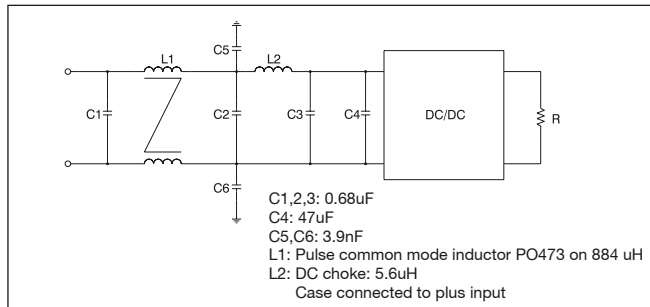 C5
L1
L2
C1
C2
C3
C4
DC/DC
R
C6
C1,2,3: 0.68uF
C4: 47uF
C5,C6: 3.9nF
L1: Pulse common mode inductor PO473 on 884 uH
L2: DC choke: 5.6uH
Case connected to plus input